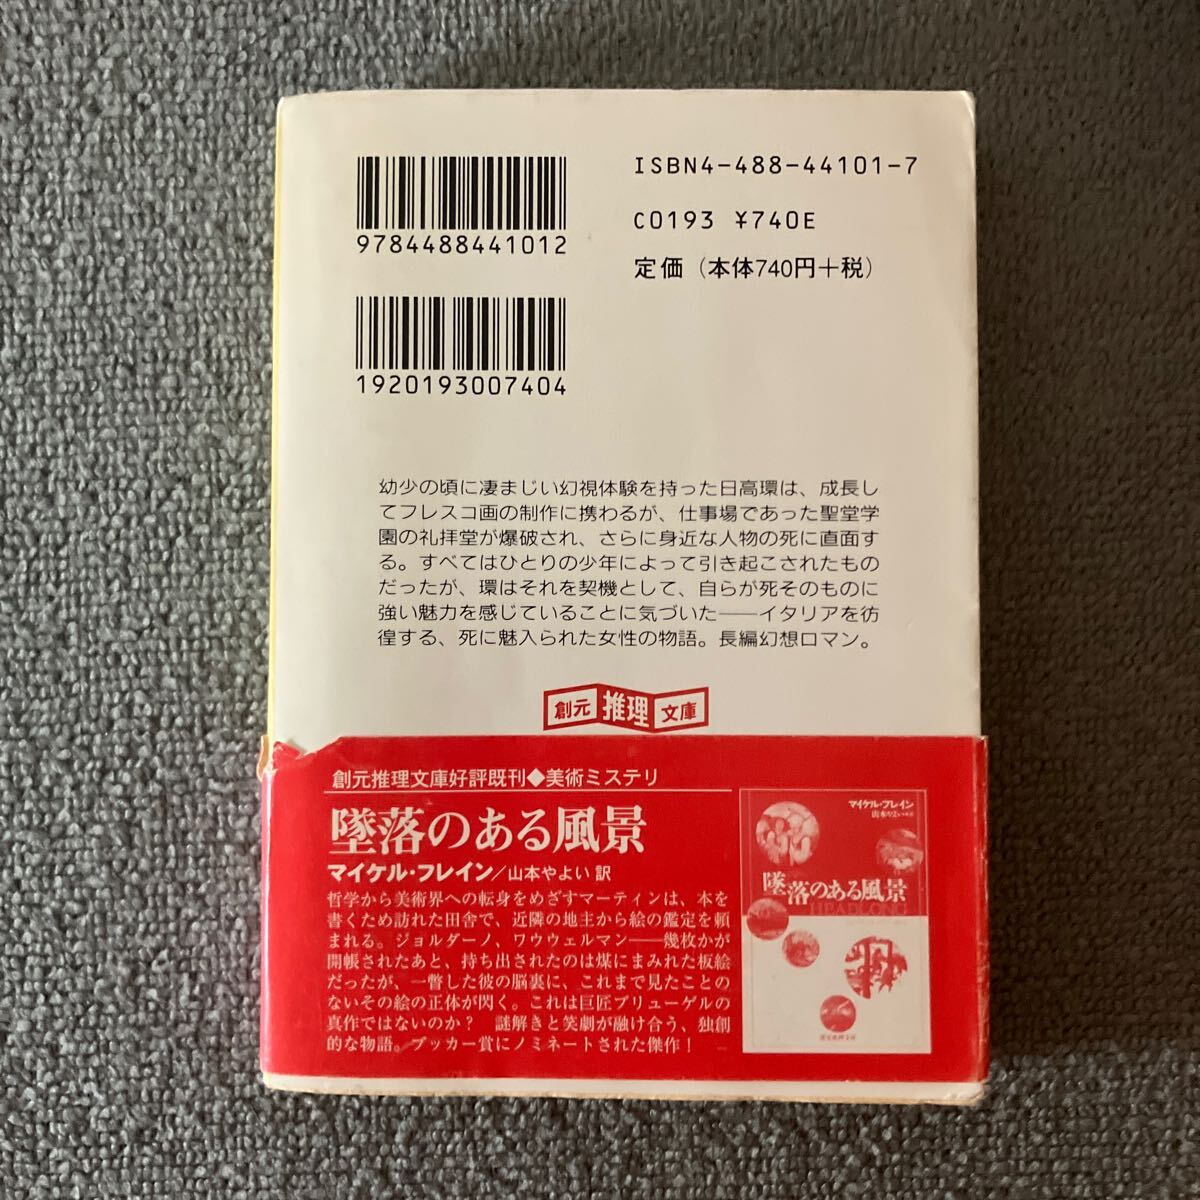 ISBN4-488-44101-7
C0193 ¥740E
定価(本体740円+税)
9784488441012
1920193007404
幼少の頃に凄まじい幻視体験を持った日高環は、成長し
てフレスコ画の制作に携わるが、仕事場であった聖堂学
園の礼拝堂が爆破され、さらに身近な人物の死に直面す
る。すべてはひとりの少年によって引き起こされたもの
だったが、環はそれを契機として、自らが死そのものに
強い魅力を感じていることに気づいた――イタリアを彷
徨する、死に魅入られた女性の物語。長編幻想ロマン。
創元推理文庫
創元推理文庫好評既刊◆美術ミステリ
墜落のある風景
マイケル・フレイン/山本やよい 訳
哲学から美術界への転身をめざすマーティンは、本を
書くため訪れた田舎で、近隣の地主から絵の鑑定を頼
まれる。ジョルダーノ、ワウウェルマン――幾枚かが
開帳されたあと、持ち出されたのは煤にまみれた板絵
だったが、一瞥した彼の脳裏に、これまで見たことの
ないその絵の正体が閃く。これは巨匠ブリューゲルの
真作ではないのか? 謎解きと笑劇が融け合う、独創
的な物語。ブッカー賞にノミネートされた傑作!
マイケル・フレイン
山本やよい 訳
墜落のある風景
HEADLONG
創元推理文庫